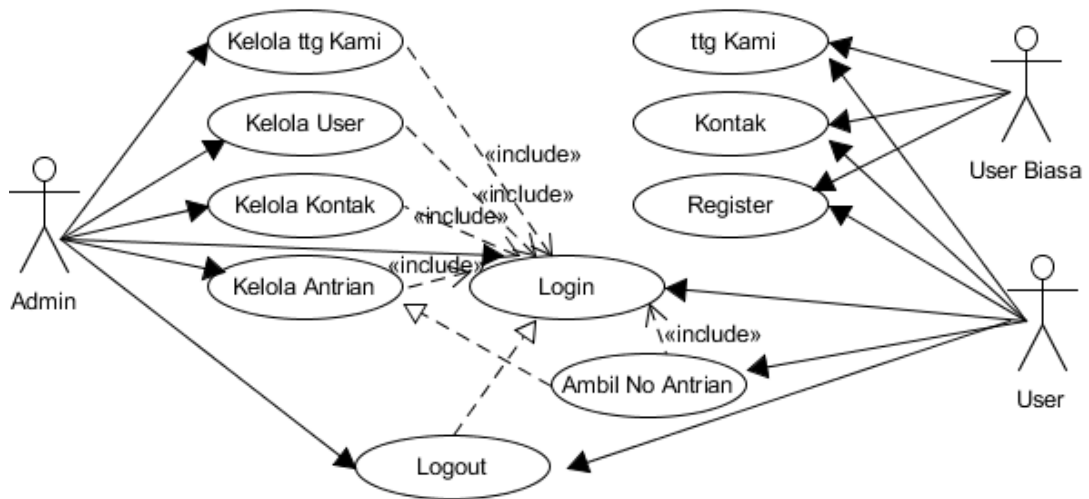 Kelola ttg Kami
ttg Kami
Kelola User
Kontak
«include»
User Biasa
Kelola Kontak
«include»
«include»
Register
Admin
Kelola Antrian
«include»
Login
«include»
Ambil No Antrian
User
Logout